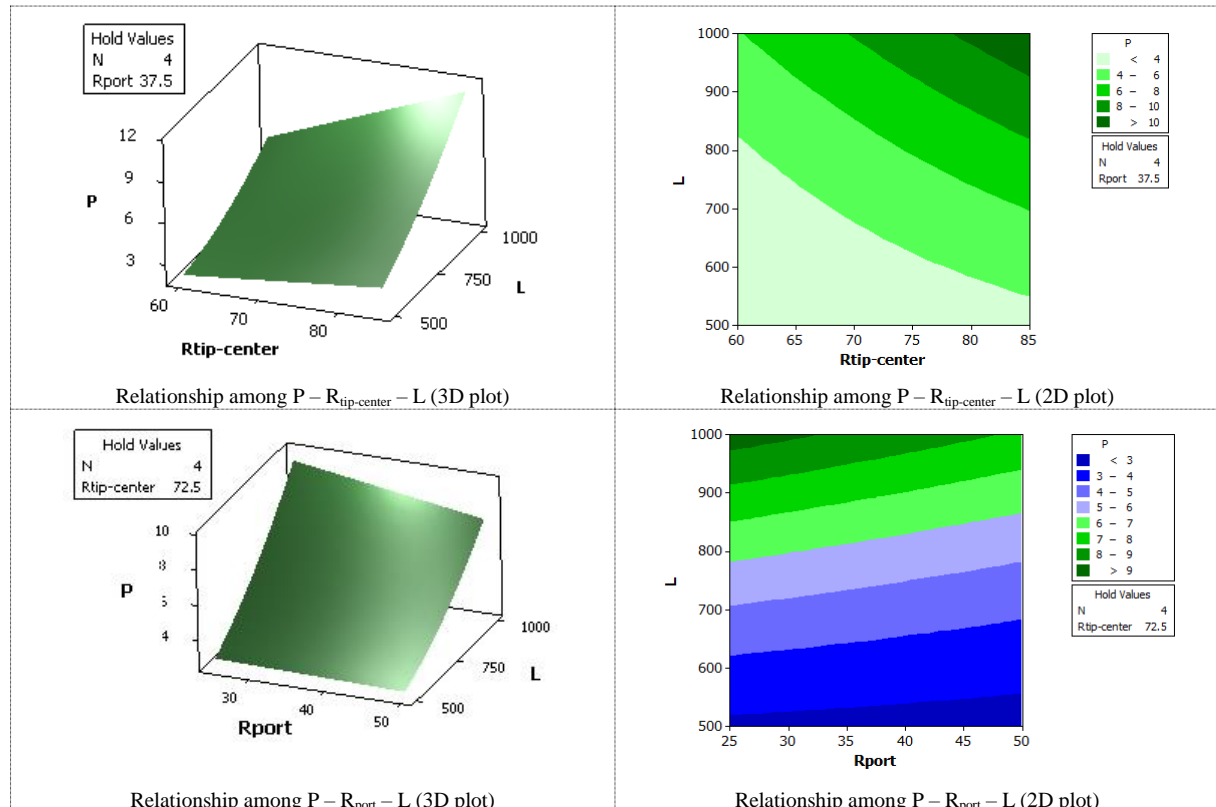 Hold Values
N 4
Rport 37.5
12
9
6
3
P
60
70
80
Rtip-center
500
750
1000
L
1000
900
800
700
600
500
L
60 65 70 75 80 85
Rtip-center
P
< 4
4 – 6
6 – 8
8 – 10
> 10
Hold Values
N 4
Rport 37.5
Relationship among P – Rtip-center – L (3D plot)
Relationship among P – Rtip-center – L (2D plot)
Hold Values
N 4
Rtip-center 72.5
10
8
6
4
P
30
40
50
Rport
500
750
1000
L
1000
900
800
700
600
500
L
25 30 35 40 45 50
Rport
P
< 3
3 – 4
4 – 5
5 – 6
6 – 7
7 – 8
8 – 9
> 9
Hold Values
N 4
Rtip-center 72.5
Relationship among P – Rport – L (3D plot)
Relationship among P – Rport – L (2D plot)